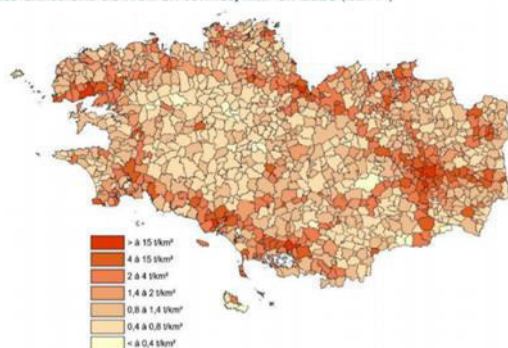 > à 15 t/km²
4 à 15 t/km²
2 à 4 t/km²
1,4 à 2 t/km²
0,8 à 1,4 t/km²
0,4 à 0,8 t/km²
< à 0,4 t/km²